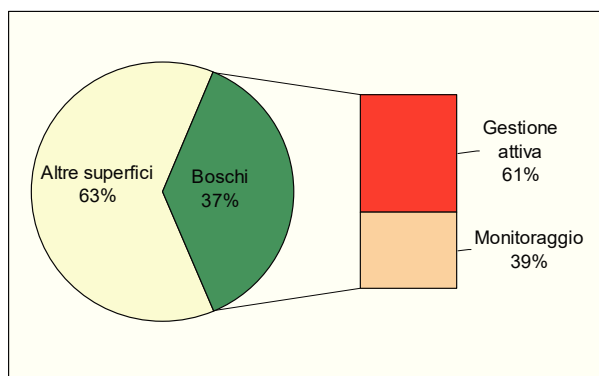 Altre superfici
63%
Boschi
37%
Gestione
attiva
61%
Monitoraggio
39%